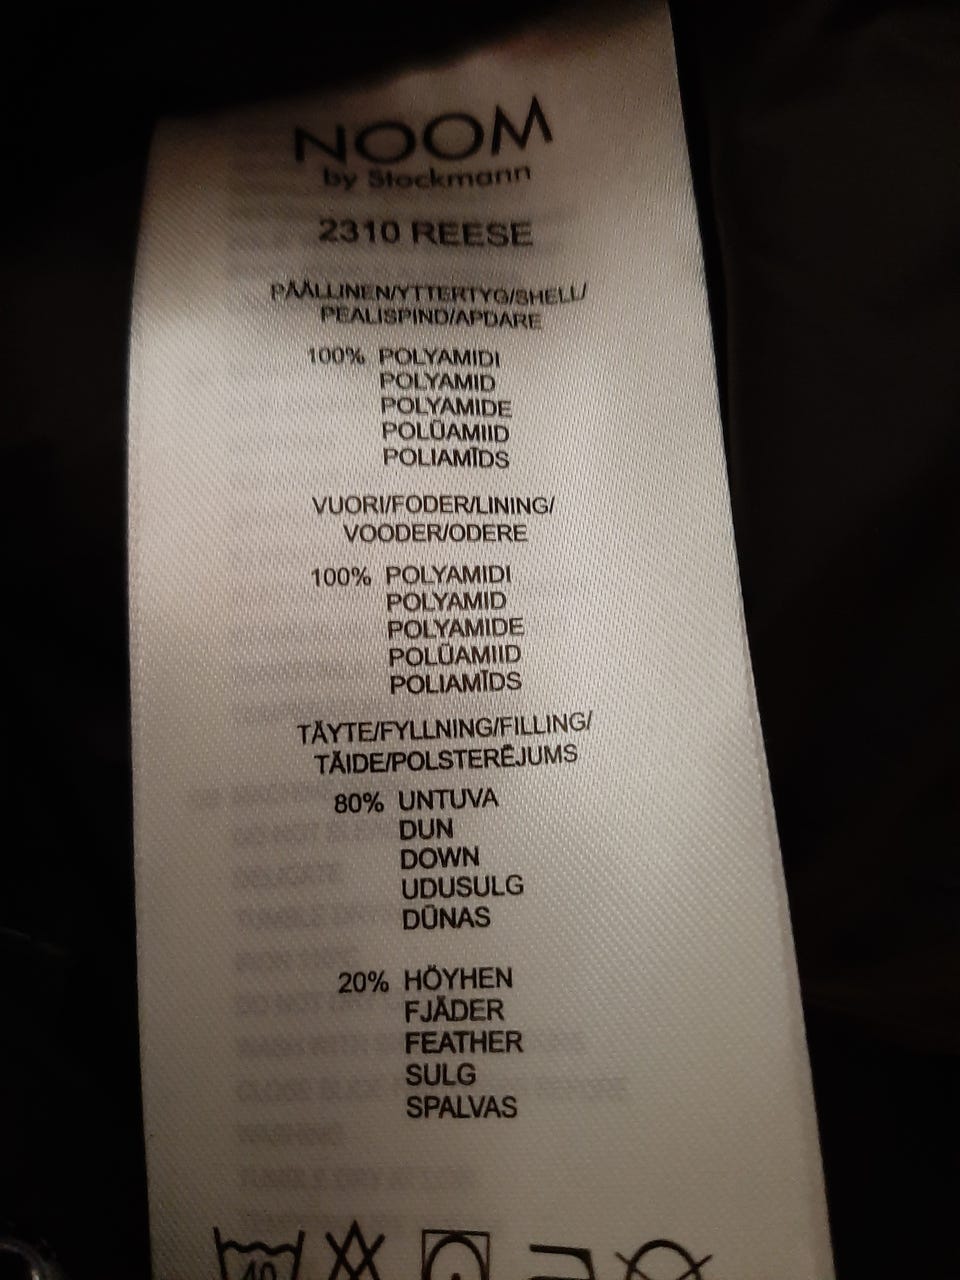 NOOM
by Stockmann
2310 REESE
PÄÄLLINEN/YTTERTYG/SHELL/
PEALISPIND/APDARE
100% POLYAMIDI
POLYAMID
POLYAMIDE
POLÜAMIID
POLIAMĪDS
VUORI/FODER/LINING/
VOODER/ODERE
100% POLYAMIDI
POLYAMID
POLYAMIDE
POLÜAMIID
POLIAMĪDS
TÄYTE/FYLLNING/FILLING/
TÄIDE/POLSTERĒJUMS
80% UNTUVA
DUN
DOWN
UDUSULG
DŪNAS
20% HÖYHEN
FJÄDER
FEATHER
SULG
SPALVAS
40